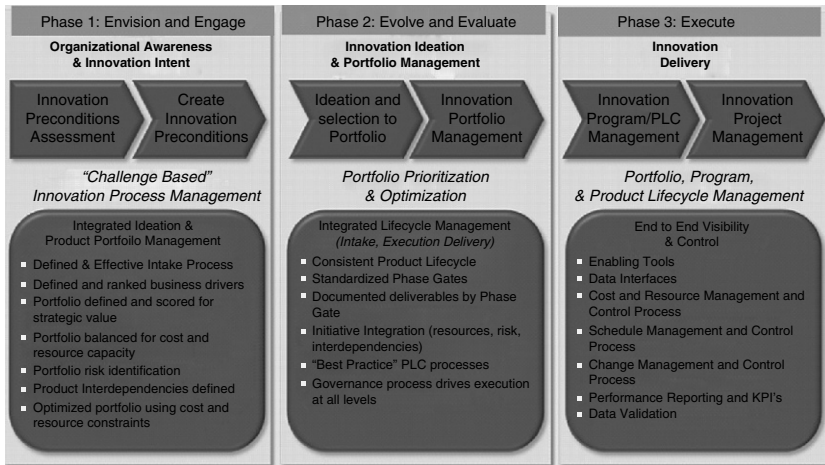 Phase 1: Envision and Engage
Organizational Awareness
& Innovation Intent
Innovation
Preconditions
Assessment
Create
Innovation
Preconditions
“Challenge Based”
Innovation Process Management
Integrated Ideation &
Product Portfoilo Management
Defined & Effective Intake Process
Defined and ranked business drivers
Portfolio defined and scored for
strategic value
Portfolio balanced for cost and
resource capacity
Portfolio risk identification
Product Interdependencies defined
Optimized portfolio using cost and
resource constraints
Phase 2: Evolve and Evaluate
Innovation Ideation
& Portfolio Management
Ideation and
selection to
Portfolio
Innovation
Portfolio
Management
Portfolio Prioritization
& Optimization
Integrated Lifecycle Management
(Intake, Execution Delivery)
Consistent Product Lifecycle
Standardized Phase Gates
Documented deliverables by Phase
Gate
Initiative Integration (resources, risk,
interdependencies)
“Best Practice” PLC processes
Governance process drives execution
at all levels
Phase 3: Execute
Innovation
Delivery
Innovation
Program/PLC
Management
Innovation
Project
Management
Portfolio, Program,
& Product Lifecycle Management
End to End Visibility
& Control
Enabling Tools
Data Interfaces
Cost and Resource Management and
Control Process
Schedule Management and Control
Process
Change Management and Control
Process
Performance Reporting and KPI’s
Data Validation